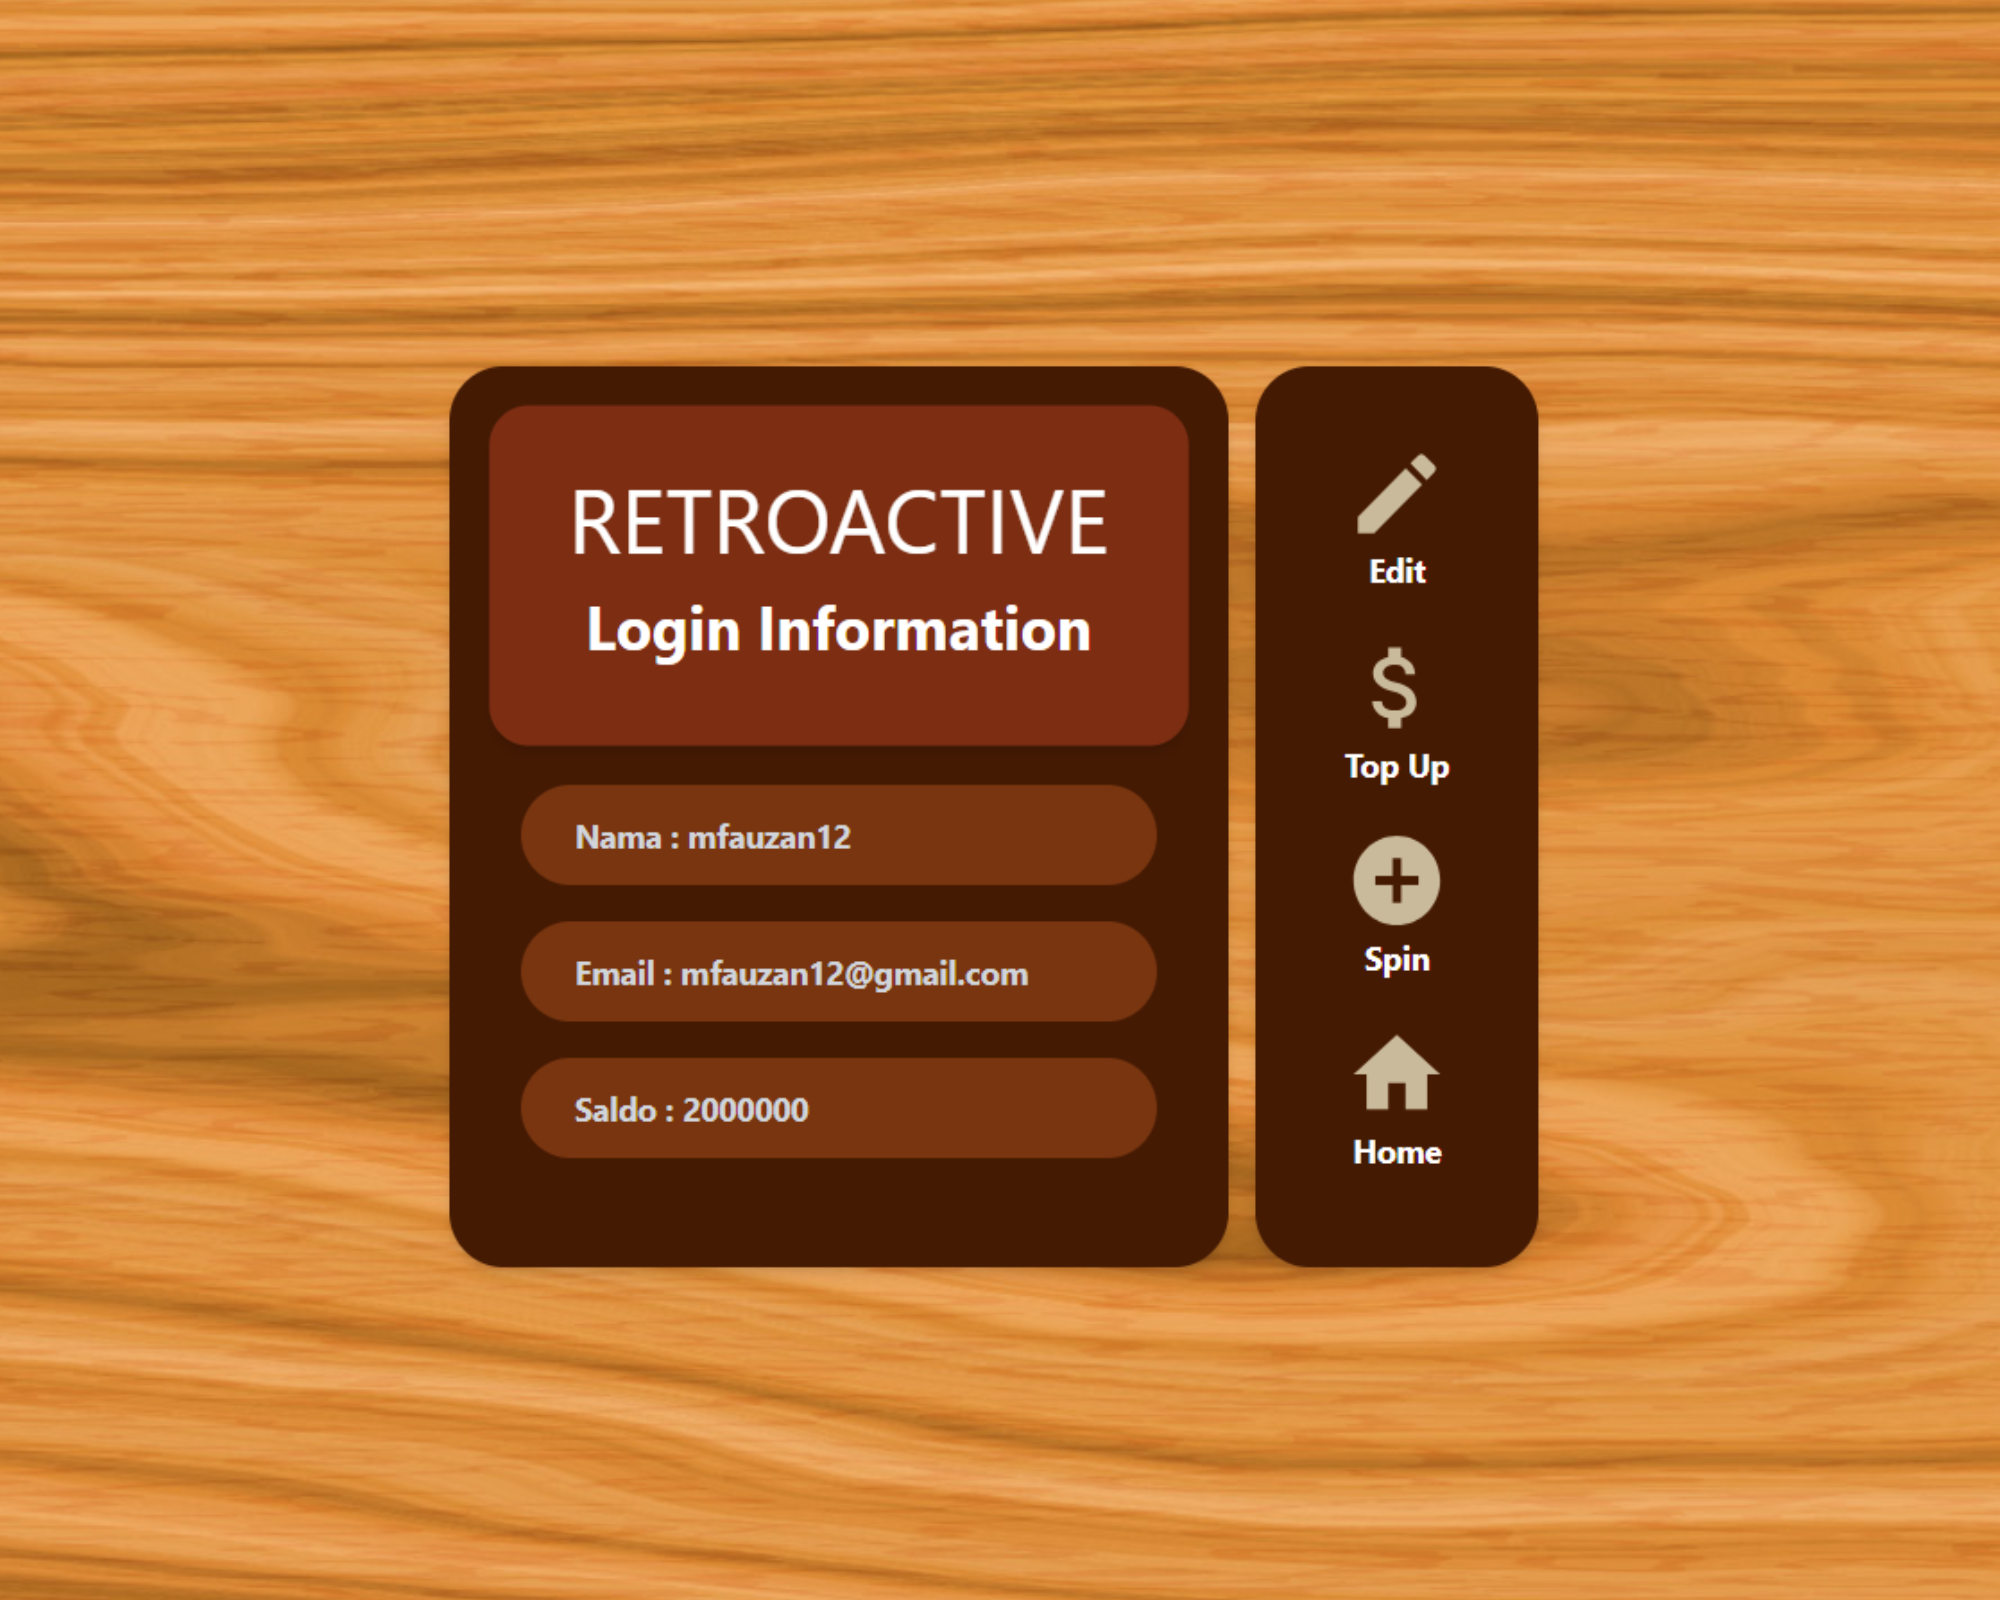 RETROACTIVE
Login Information
Nama : mfauzan12
Email : mfauzan12@gmail.com
Saldo : 2000000
Edit
Top Up
Spin
Home